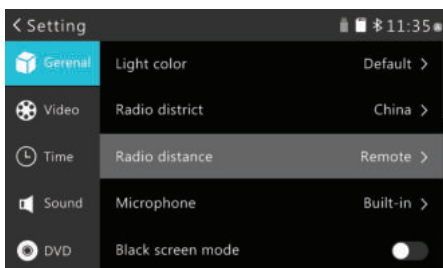 < Setting 11:35
Gerenal Light color Default >
Video Radio district China >
Time Radio distance Remote >
Sound Microphone Built-in >
DVD Black screen mode